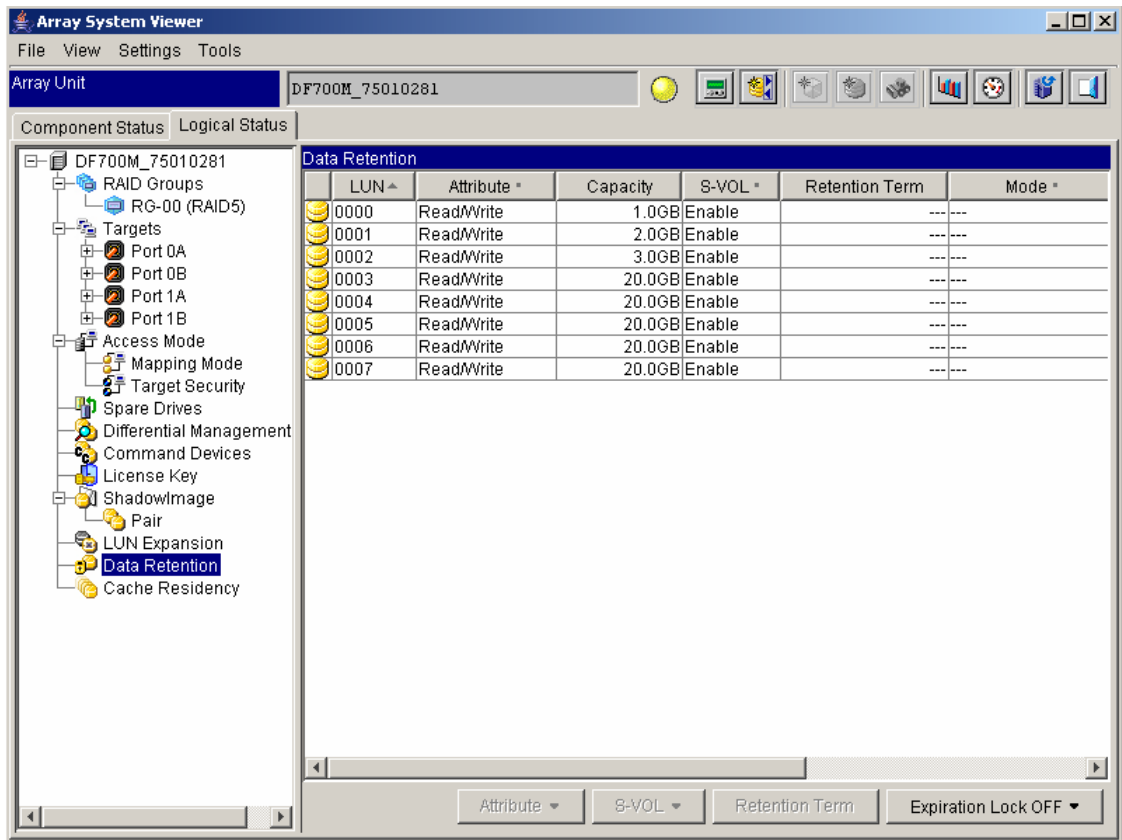 Array System Viewer
File View Settings Tools
Array Unit DF700M_75010281
Component Status Logical Status
DF700M_75010281
RAID Groups
RG-00 (RAID5)
Targets
Port 0A
Port 0B
Port 1A
Port 1B
Access Mode
Mapping Mode
Target Security
Spare Drives
Differential Management
Command Devices
License Key
ShadowImage
Pair
LUN Expansion
Data Retention
Cache Residency
Data Retention
LUN Attribute Capacity S-VOL Retention Term Mode
0000 Read/Write 1.0GB Enable --- ---
0001 Read/Write 2.0GB Enable --- ---
0002 Read/Write 3.0GB Enable --- ---
0003 Read/Write 20.0GB Enable --- ---
0004 Read/Write 20.0GB Enable --- ---
0005 Read/Write 20.0GB Enable --- ---
0006 Read/Write 20.0GB Enable --- ---
0007 Read/Write 20.0GB Enable --- ---
Attribute S-VOL Retention Term Expiration Lock OFF